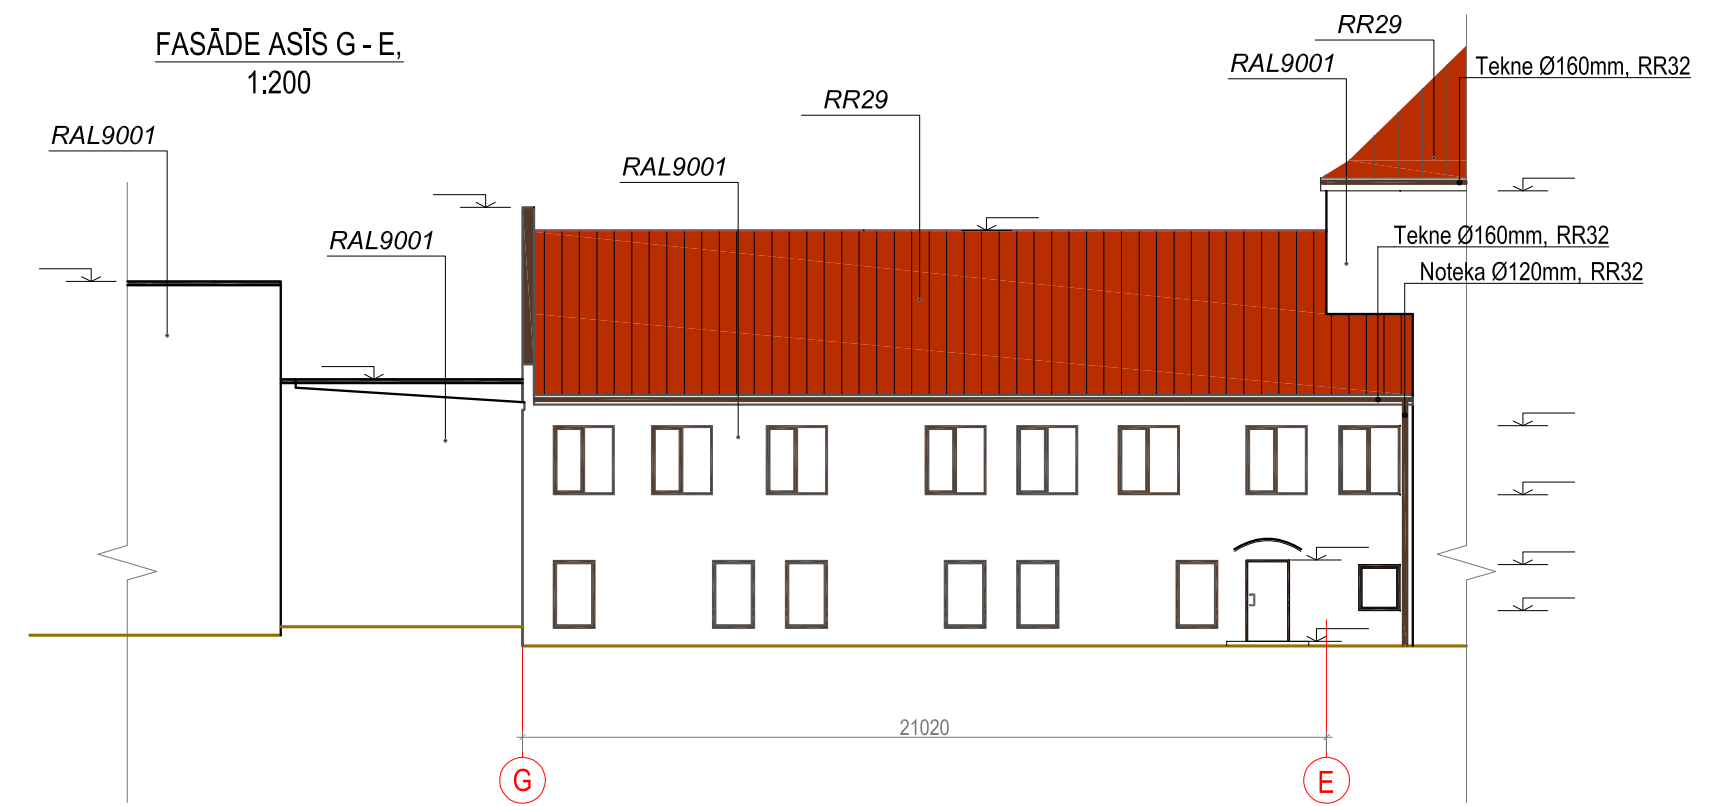 FASĀDE ASĪS G - E,
1:200
RR29
RAL9001
Tekne Ø160mm, RR32
RR29
RAL9001
RAL9001
RAL9001
Tekne Ø160mm, RR32
Noteka Ø120mm, RR32
21020
G
E